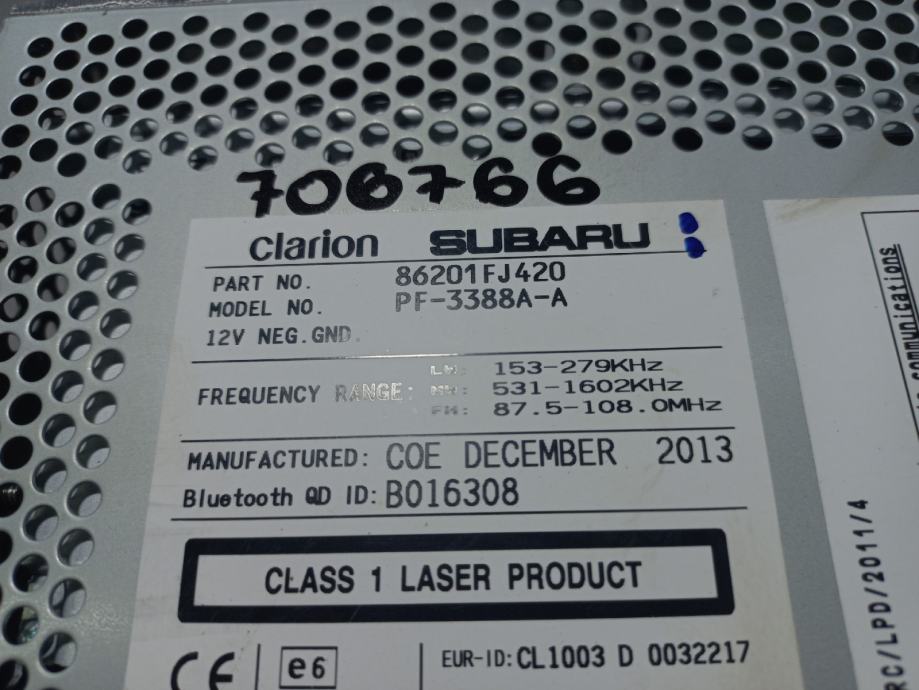 706766
Clarion SUBARU
PART NO. 86201FJ420
MODEL NO. PF-3388A-A
12V NEG.GND.
LW: 153-279KHz
FREQUENCY RANGE: MW: 531-1602KHz
FM: 87.5-108.0MHz
MANUFACTURED: COE DECEMBER 2013
Bluetooth QD ID: B016308
CLASS 1 LASER PRODUCT
CE e6 EUR-ID: CL1003 D 0032217
communications
RC/LPD/2011/4